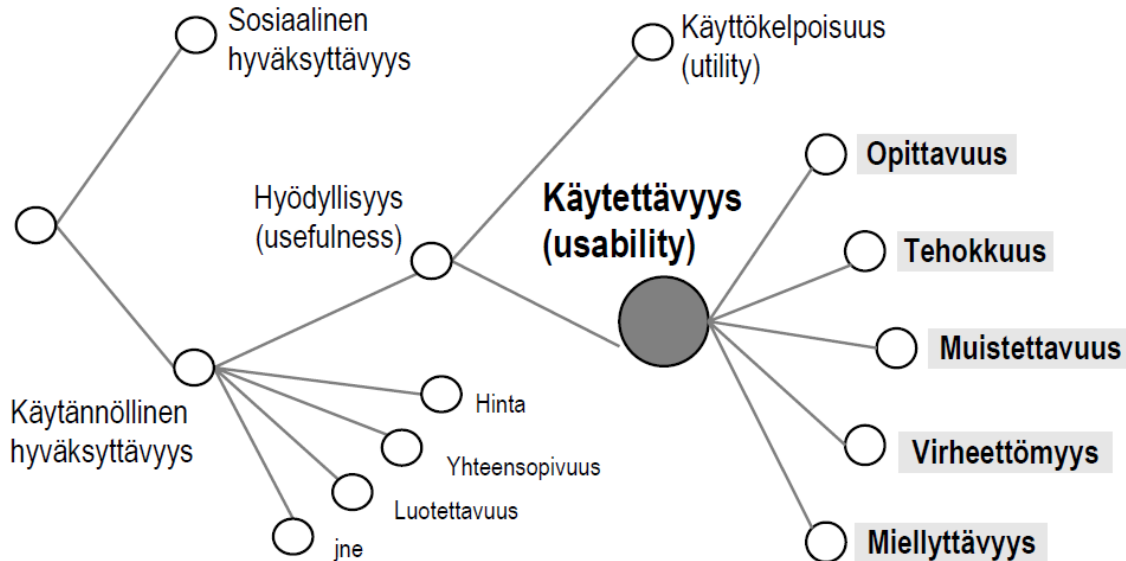 Sosiaalinen
hyväksyttävyys
Käyttökelpoisuus
(utility)
Hyödyllisyys
(usefulness)
Käytettävyys
(usability)
Opittavuus
Tehokkuus
Muistettavuus
Virheettömyys
Miellyttävyys
Käytännöllinen
hyväksyttävyys
Hinta
Yhteensopivuus
Luotettavuus
jne